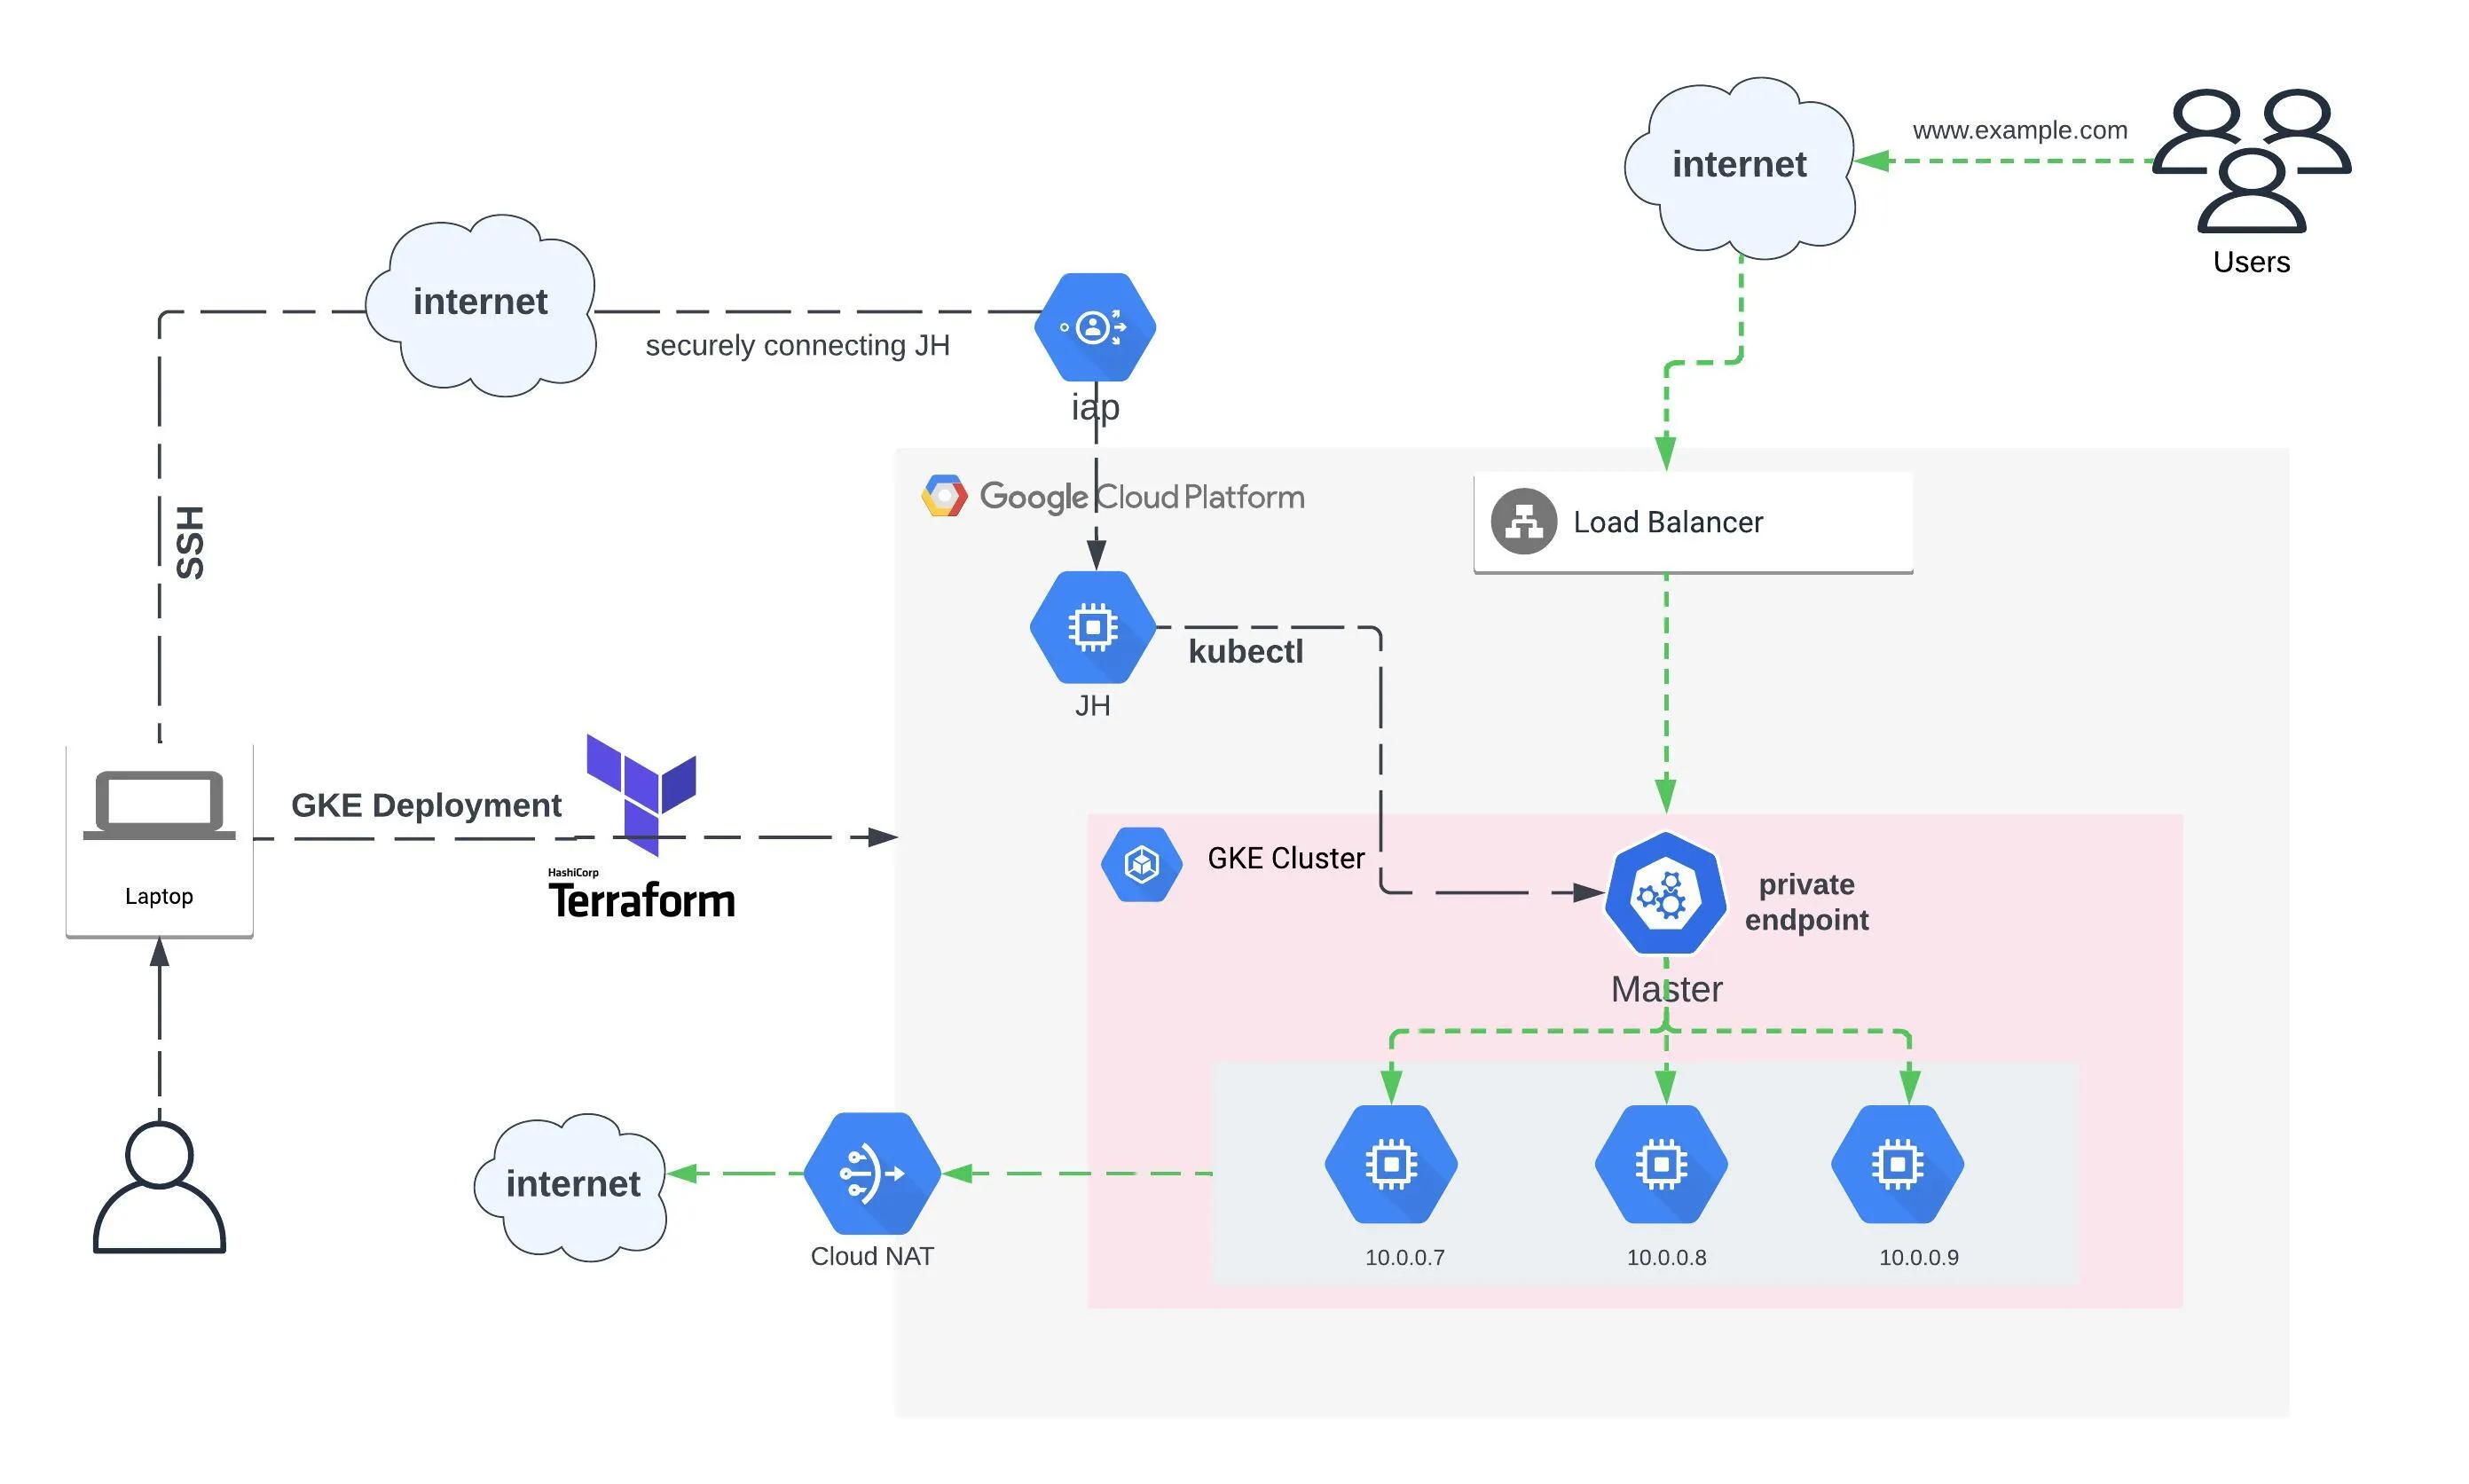 www.example.com
internet
Users
internet
securely connecting JH
iap
Google Cloud Platform
Load Balancer
SSH
kubectl
JH
GKE Deployment
HashiCorp
Terraform
Laptop
GKE Cluster
private
endpoint
Master
internet
Cloud NAT
10.0.0.7
10.0.0.8
10.0.0.9